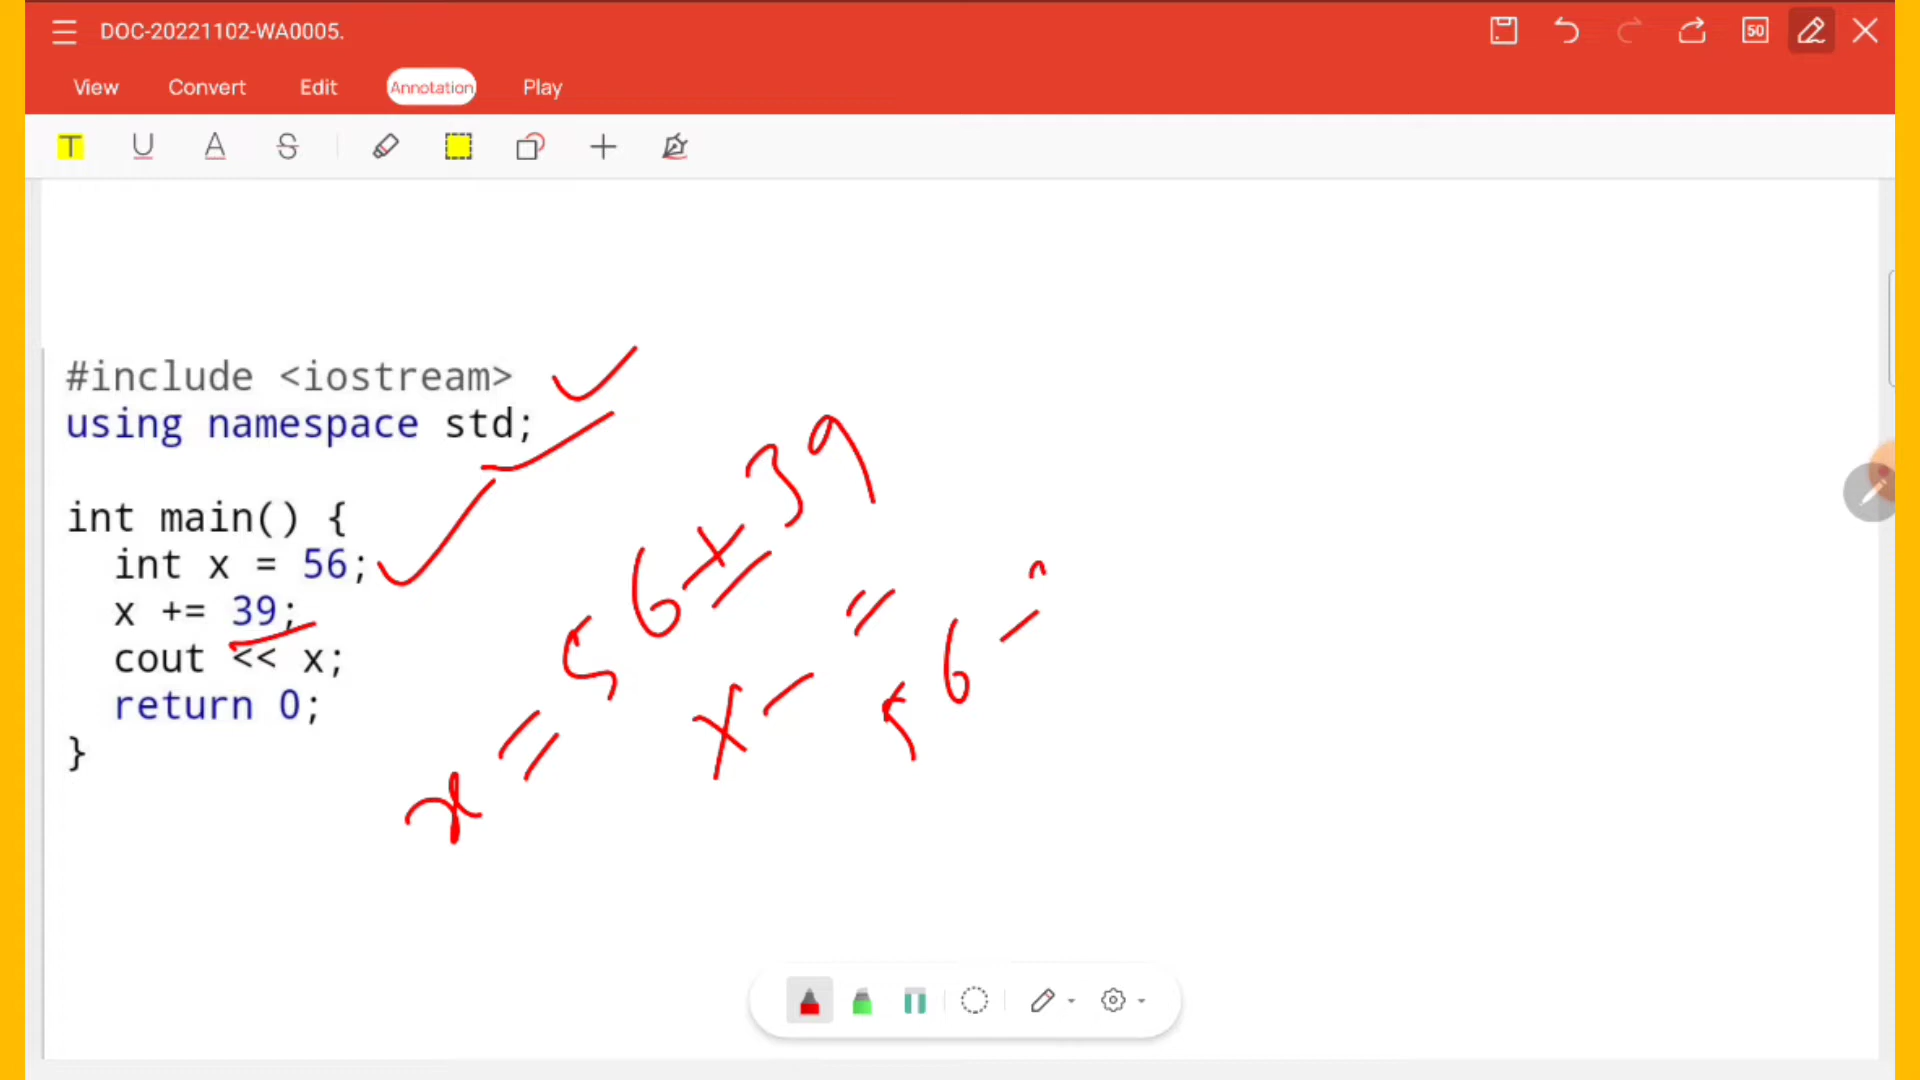 DOC-20221102-WA0005.
50
View Convert Edit Annotation Play
T U A S
#include <iostream>
using namespace std;
int main() {
int x = 56;
x += 39;
cout << x;
return 0;
}
x = 56 + 39
x - = 56 -